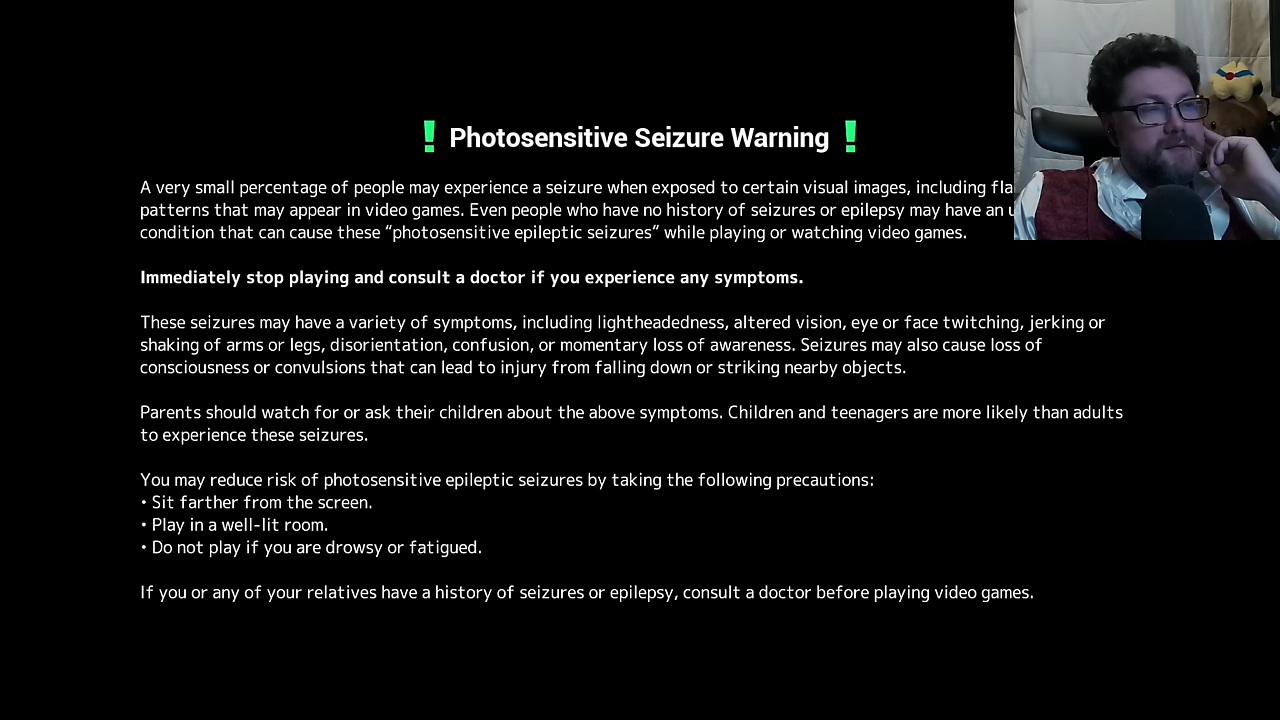 ! Photosensitive Seizure Warning !
A very small percentage of people may experience a seizure when exposed to certain visual images, including
patterns that may appear in video games. Even people who have no history of seizures or epilepsy may have an
condition that can cause these “photosensitive epileptic seizures” while playing or watching video games.
Immediately stop playing and consult a doctor if you experience any symptoms.
These seizures may have a variety of symptoms, including lightheadedness, altered vision, eye or face twitching, jerking or
shaking of arms or legs, disorientation, confusion, or momentary loss of awareness. Seizures may also cause loss of
consciousness or convulsions that can lead to injury from falling down or striking nearby objects.
Parents should watch for or ask their children about the above symptoms. Children and teenagers are more likely than adults
to experience these seizures.
You may reduce risk of photosensitive epileptic seizures by taking the following precautions:
• Sit farther from the screen.
• Play in a well-lit room.
• Do not play if you are drowsy or fatigued.
If you or any of your relatives have a history of seizures or epilepsy, consult a doctor before playing video games.